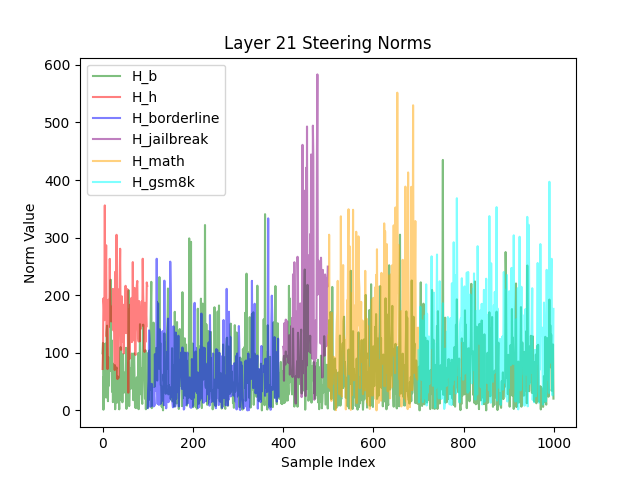 Layer 21 Steering Norms
600
500
400
300
200
100
0
Norm Value
H_b
H_h
H_borderline
H_jailbreak
H_math
H_gsm8k
0 200 400 600 800 1000
Sample Index